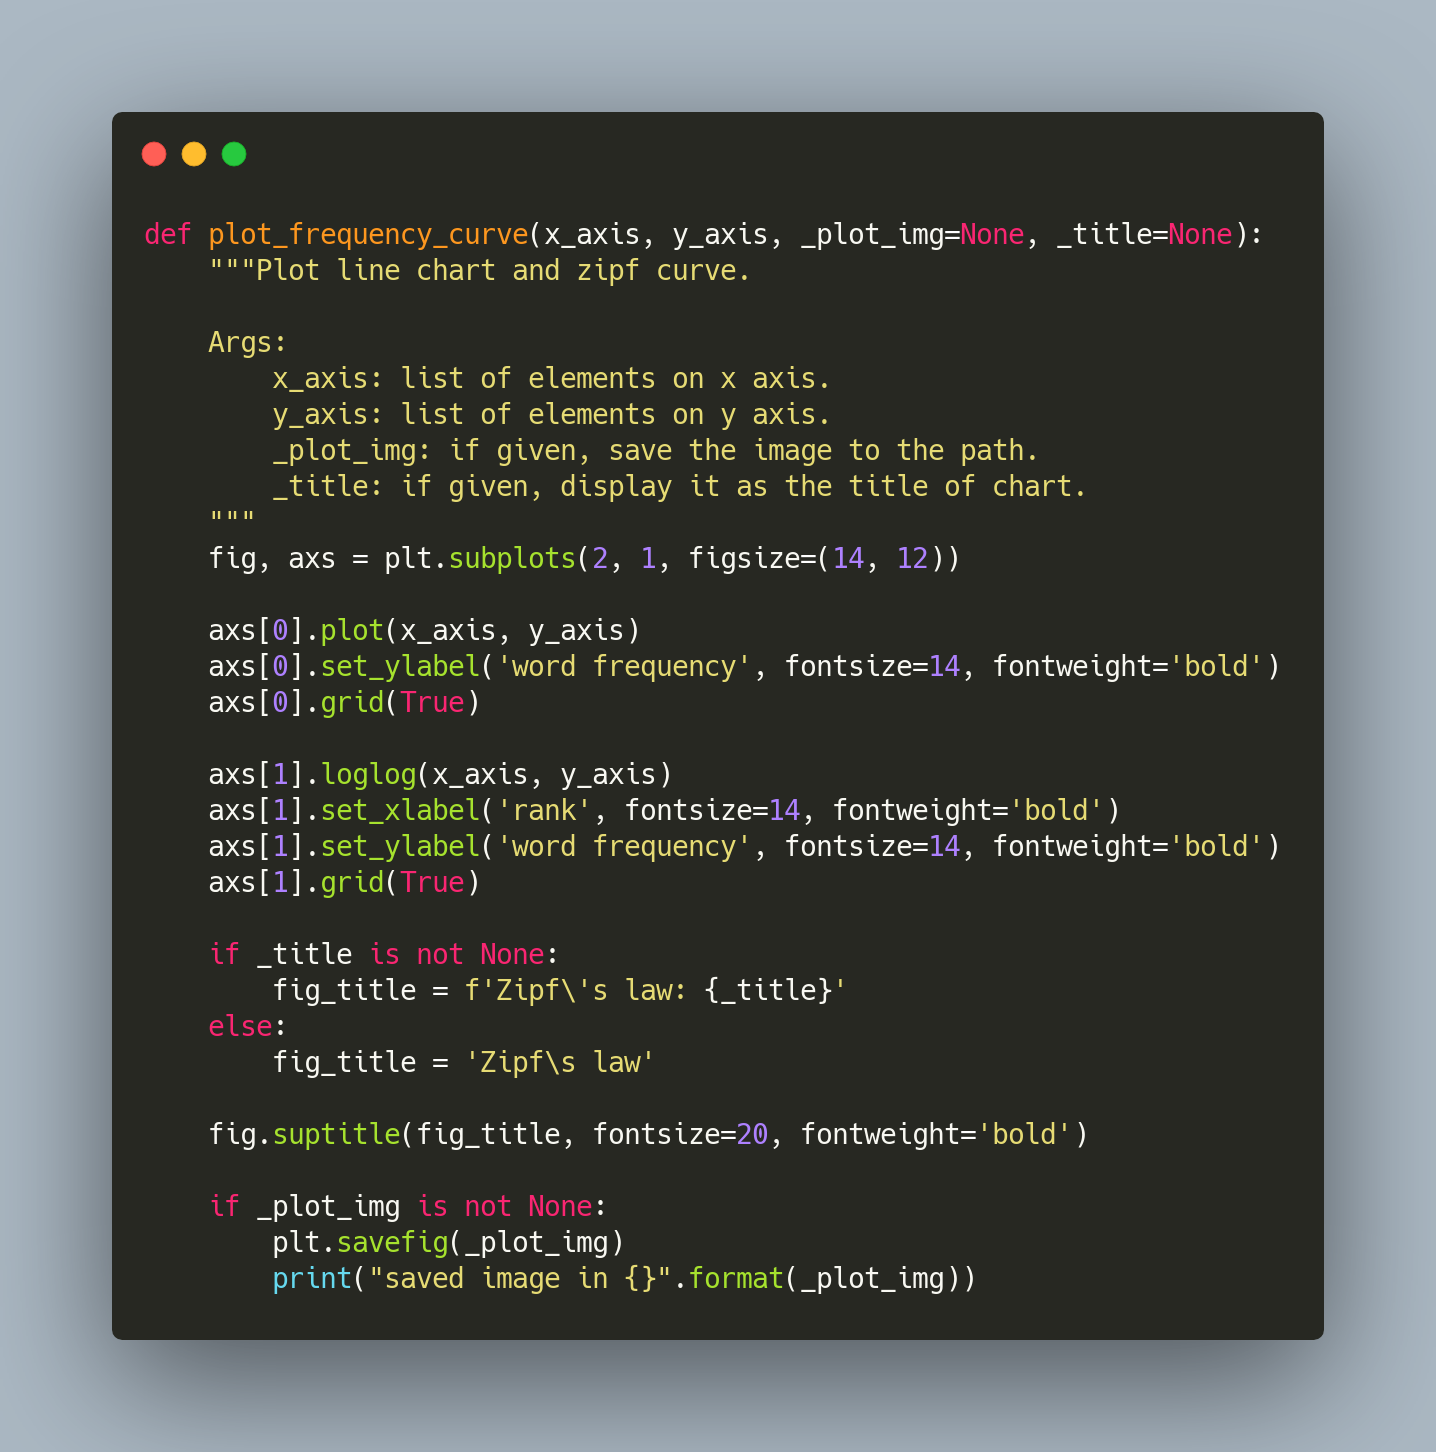 def plot_frequency_curve(x_axis, y_axis, _plot_img=None, _title=None):
    """Plot line chart and zipf curve.

    Args:
        x_axis: list of elements on x axis.
        y_axis: list of elements on y axis.
        _plot_img: if given, save the image to the path.
        _title: if given, display it as the title of chart.
    """
    fig, axs = plt.subplots(2, 1, figsize=(14, 12))

    axs[0].plot(x_axis, y_axis)
    axs[0].set_ylabel('word frequency', fontsize=14, fontweight='bold')
    axs[0].grid(True)

    axs[1].loglog(x_axis, y_axis)
    axs[1].set_xlabel('rank', fontsize=14, fontweight='bold')
    axs[1].set_ylabel('word frequency', fontsize=14, fontweight='bold')
    axs[1].grid(True)

    if _title is not None:
        fig_title = f'Zipf\'s law: {_title}'
    else:
        fig_title = 'Zipf\s law'

    fig.suptitle(fig_title, fontsize=20, fontweight='bold')

    if _plot_img is not None:
        plt.savefig(_plot_img)
        print("saved image in {}".format(_plot_img))